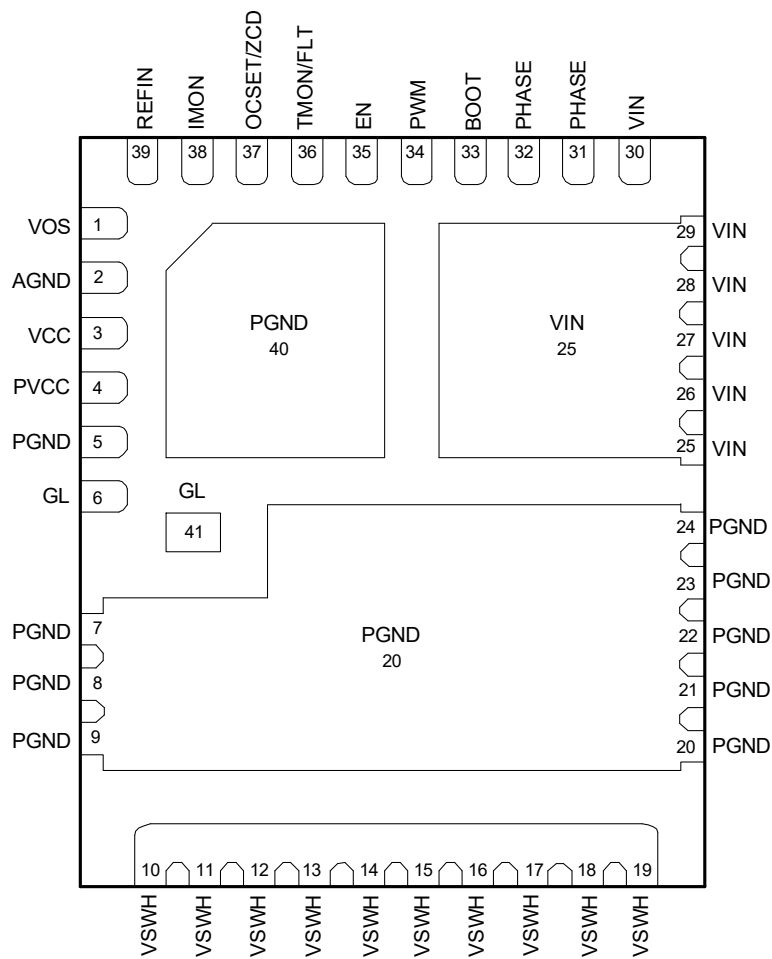 REFIN
IMON
OCSET/ZCD
TMON/FLT
EN
PWM
BOOT
PHASE
PHASE
VIN
39 38 37 36 35 34 33 32 31 30
VOS 1
AGND 2
VCC 3
PVCC 4
PGND 5
GL 6
PGND
40
VIN
25
29 VIN
28 VIN
27 VIN
26 VIN
25 VIN
GL
41
24 PGND
23 PGND
22 PGND
21 PGND
20 PGND
PGND 7
PGND 8
PGND 9
PGND
20
10 11 12 13 14 15 16 17 18 19
VSWH
VSWH
VSWH
VSWH
VSWH
VSWH
VSWH
VSWH
VSWH
VSWH